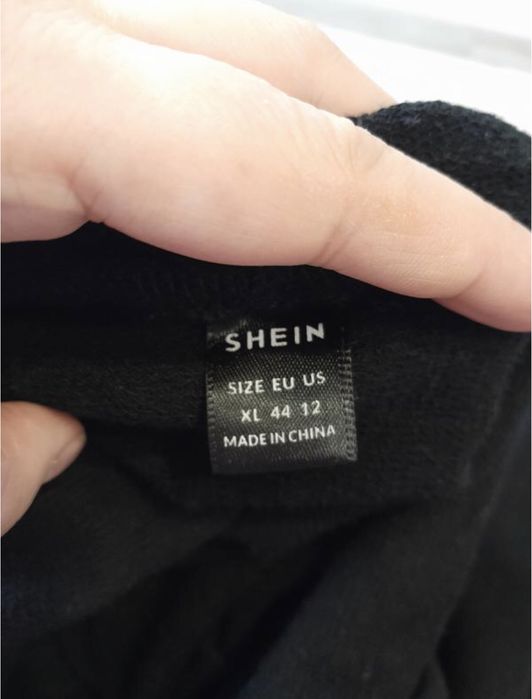 SHEIN
SIZE EU US
XL 44 12
MADE IN CHINA